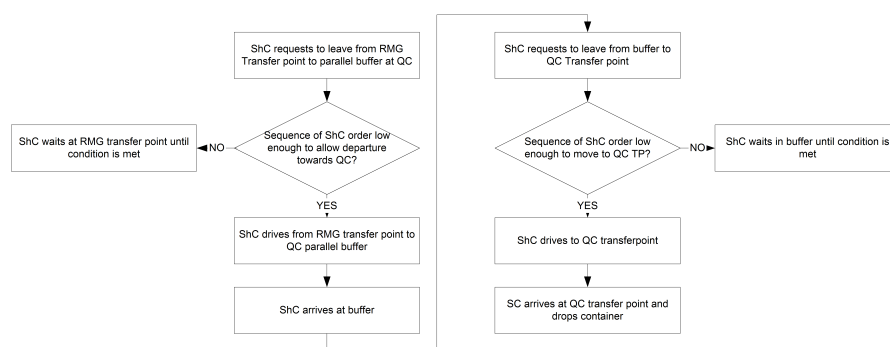 ShC requests to leave from RMG
Transfer point to parallel buffer at QC
Sequence of ShC order low
enough to allow departure
towards QC?
NO
ShC waits at RMG transfer point until
condition is met
YES
ShC drives from RMG transfer point to
QC parallel buffer
ShC arrives at buffer
ShC requests to leave from buffer to
QC Transfer point
Sequence of ShC order low
enough to move to QC TP?
NO
ShC waits in buffer until condition is
met
YES
ShC drives to QC transferpoint
SC arrives at QC transfer point and
drops container